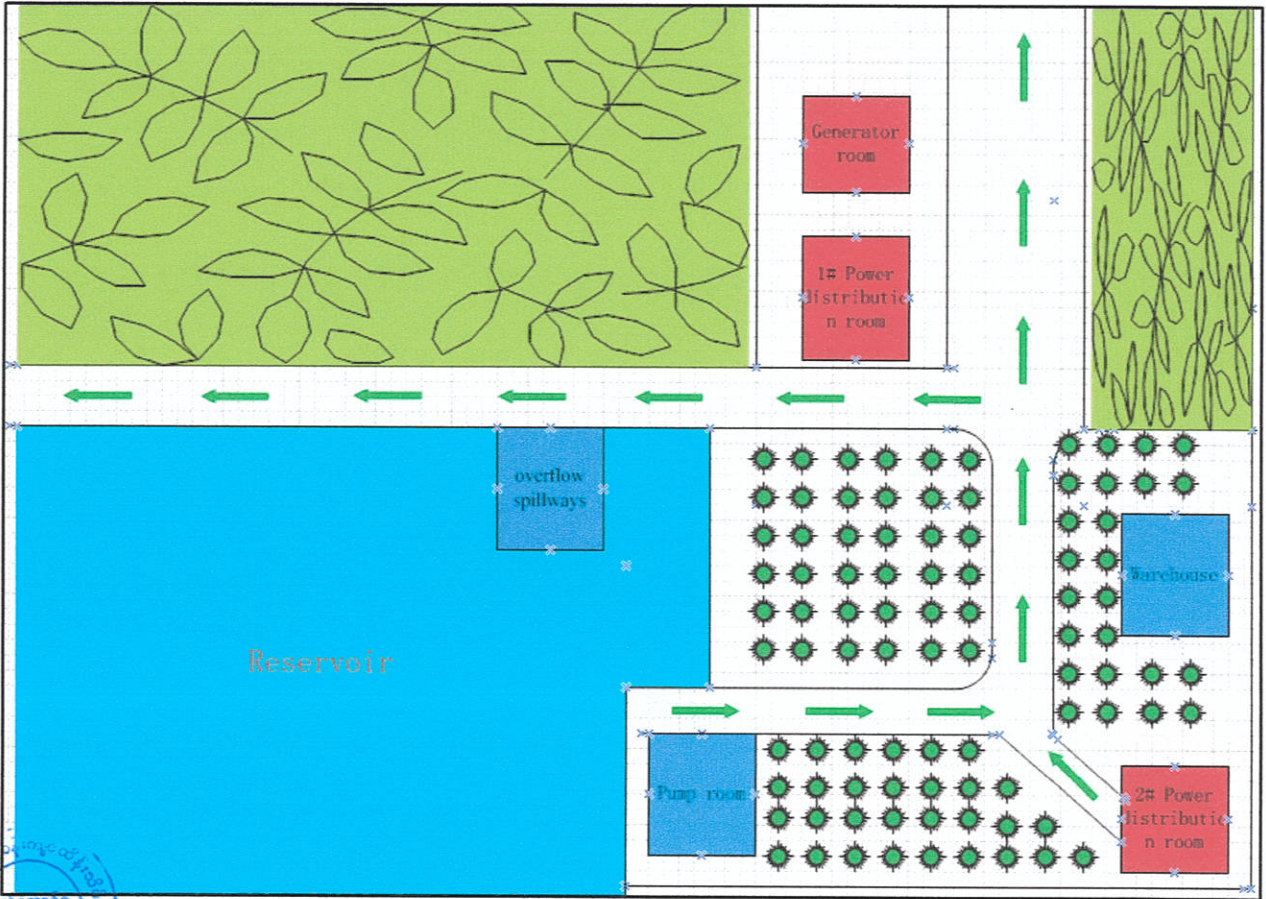 Generator
room
1# Power
distributio
n room
overflow
spillways
Warehouse
Reservoir
Pump room
2# Power
distributio
n room